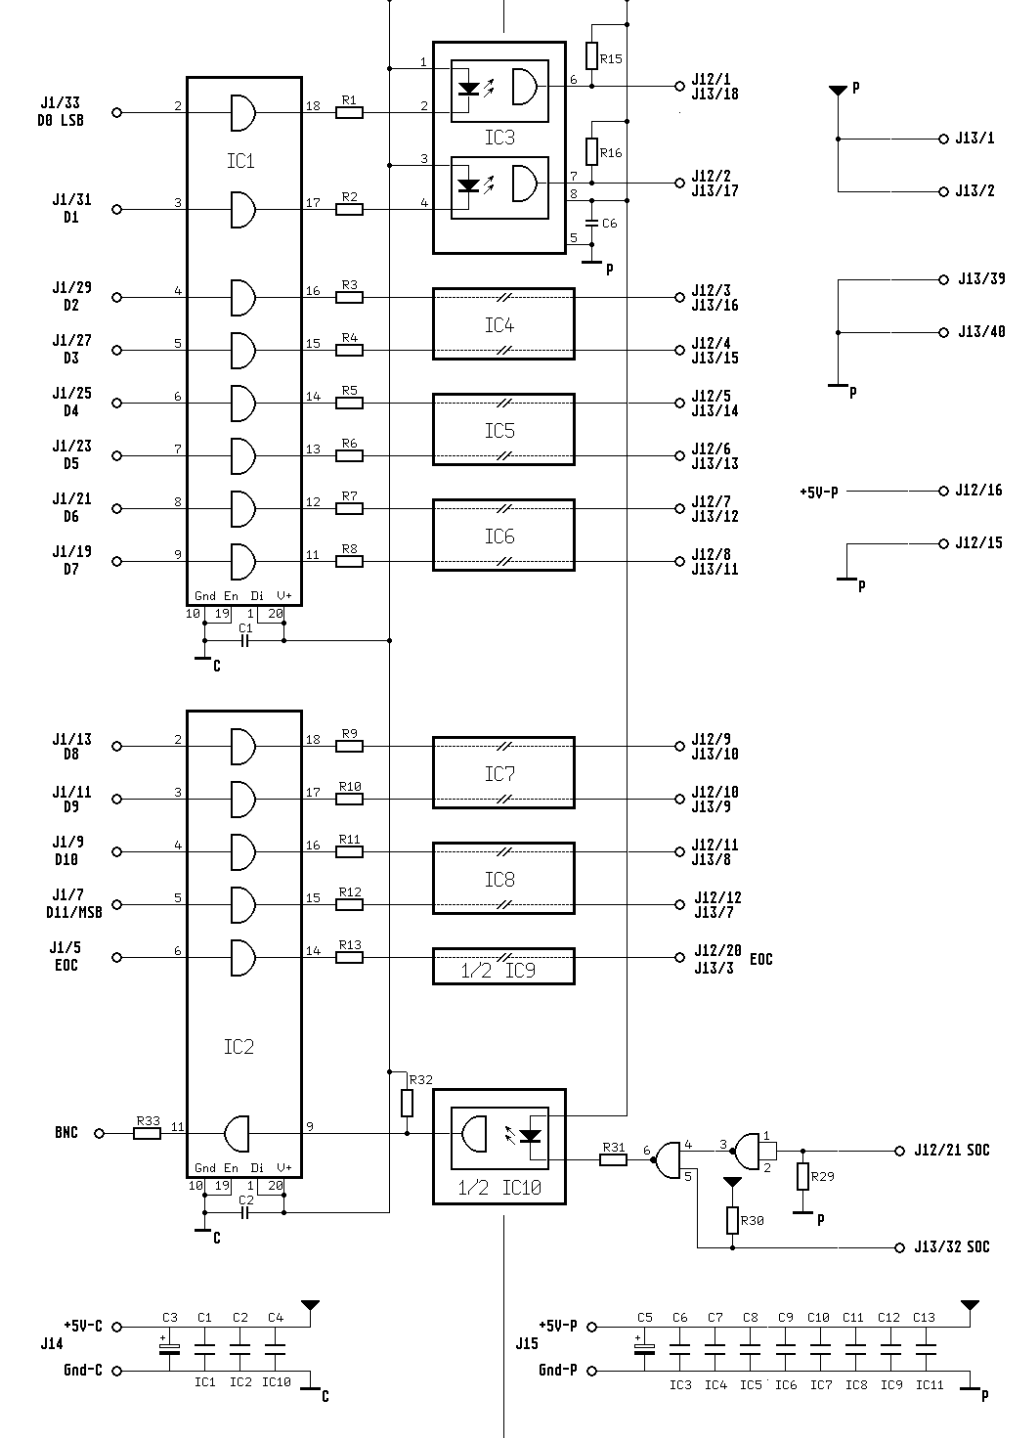 1
R15
6
J12/1
J13/18
P
J1/33
D0 LSB
2
18
R1
2
IC3
J13/1
IC1
3
R16
7
J12/2
J13/17
J13/2
J1/31
D1
3
17
R2
4
8
C6
5
P
J1/29
D2
4
16
R3
J12/3
J13/16
J13/39
IC4
J1/27
D3
5
15
R4
J12/4
J13/15
J13/40
J1/25
D4
6
14
R5
J12/5
J13/14
P
IC5
J1/23
D5
7
13
R6
J12/6
J13/13
J1/21
D6
8
12
R7
J12/7
J13/12
+5V-P
J12/16
IC6
J1/19
D7
9
11
R8
J12/8
J13/11
J12/15
P
Gnd En Di V+
10 19 1 20
C1
C
J1/13
D8
2
18
R9
J12/9
J13/10
IC7
J1/11
D9
3
17
R10
J12/10
J13/9
J1/9
D10
4
16
R11
J12/11
J13/8
IC8
J1/7
D11/MSB
5
15
R12
J12/12
J13/7
J1/5
EOC
6
14
R13
1/2 IC9
J12/20
J13/3
EOC
IC2
R32
BNC
R33
11
9
R31
6
4
5
3
1
2
J12/21 SOC
R29
P
Gnd En Di V+
10 19 1 20
C2
C
1/2 IC10
R30
J13/32 SOC
+5V-C
C3 C1 C2 C4
+
J14
Gnd-C
IC1 IC2 IC10
C
+5V-P
C5 C6 C7 C8 C9 C10 C11 C12 C13
+
J15
Gnd-P
IC3 IC4 IC5 IC6 IC7 IC8 IC9 IC11
P